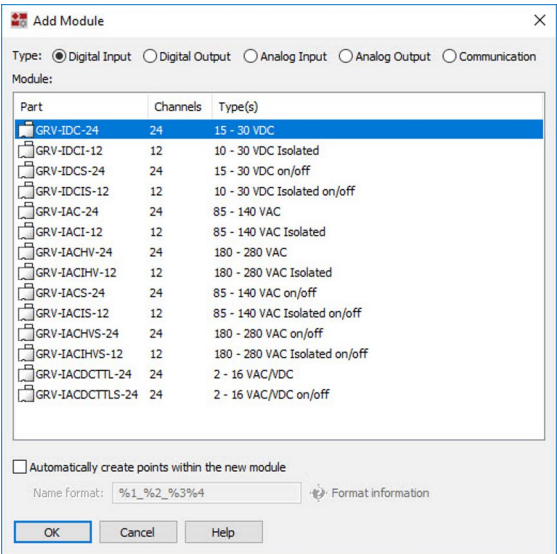 Add Module
Type: Digital Input Digital Output Analog Input Analog Output Communication
Module:
Part Channels Type(s)
GRV-IDC-24 24 15 - 30 VDC
GRV-IDCI-12 12 10 - 30 VDC Isolated
GRV-IDCS-24 24 15 - 30 VDC on/off
GRV-IDCIS-12 12 10 - 30 VDC Isolated on/off
GRV-IAC-24 24 85 - 140 VAC
GRV-IACI-12 12 85 - 140 VAC Isolated
GRV-IACHV-24 24 180 - 280 VAC
GRV-IACIHV-12 12 180 - 280 VAC Isolated
GRV-IACS-24 24 85 - 140 VAC on/off
GRV-IACIS-12 12 85 - 140 VAC Isolated on/off
GRV-IACHVS-24 24 180 - 280 VAC on/off
GRV-IACIHVS-12 12 180 - 280 VAC Isolated on/off
GRV-IACDCTTL-24 24 2 - 16 VAC/VDC
GRV-IACDCTTLS-24 24 2 - 16 VAC/VDC on/off
Automatically create points within the new module
Name format: %1_%2_%3%4 Format information
OK Cancel Help